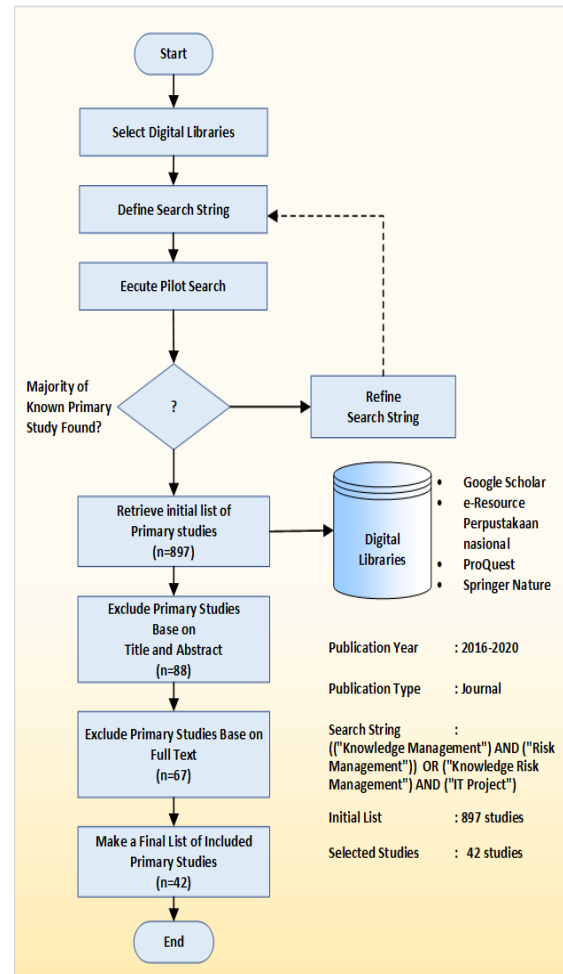 Start
Select Digital Libraries
Define Search String
Eecute Pilot Search
Majority of
Known Primary
Study Found?
?
Refine
Search String
Retrieve initial list of
Primary studies
(n=897)
Digital
Libraries
• Google Scholar
• e-Resource
Perpustakaan
nasional
• ProQuest
• Springer Nature
Exclude Primary Studies
Base on
Title and Abstract
(n=88)
Exclude Primary Studies Base on
Full Text
(n=67)
Make a Final List of Included
Primary Studies
(n=42)
End
Publication Year : 2016-2020
Publication Type : Journal
Search String :
(("Knowledge Management") AND ("Risk
Management")) OR ("Knowledge Risk
Management") AND ("IT Project")
Initial List : 897 studies
Selected Studies : 42 studies